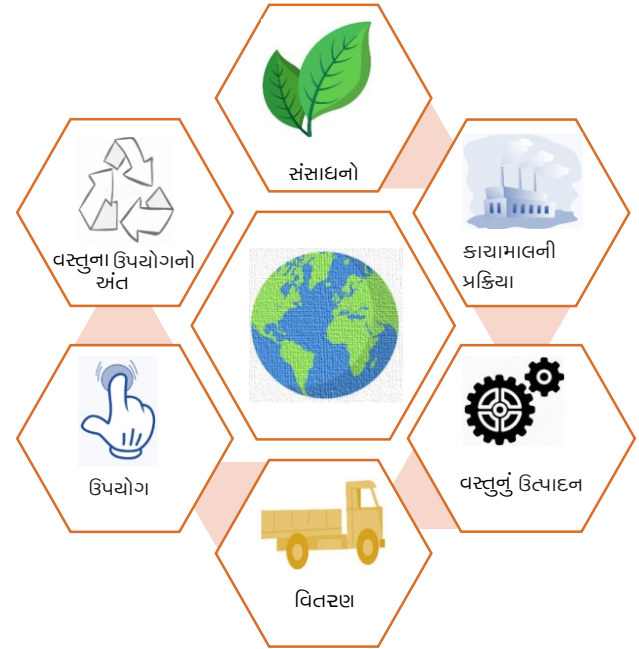 સંસાધનો
કાચામાલની
પ્રક્રિયા
વસ્તુનું ઉત્પાદન
વિતરણ
ઉપયોગ
વસ્તુના ઉપયોગનો
અંત